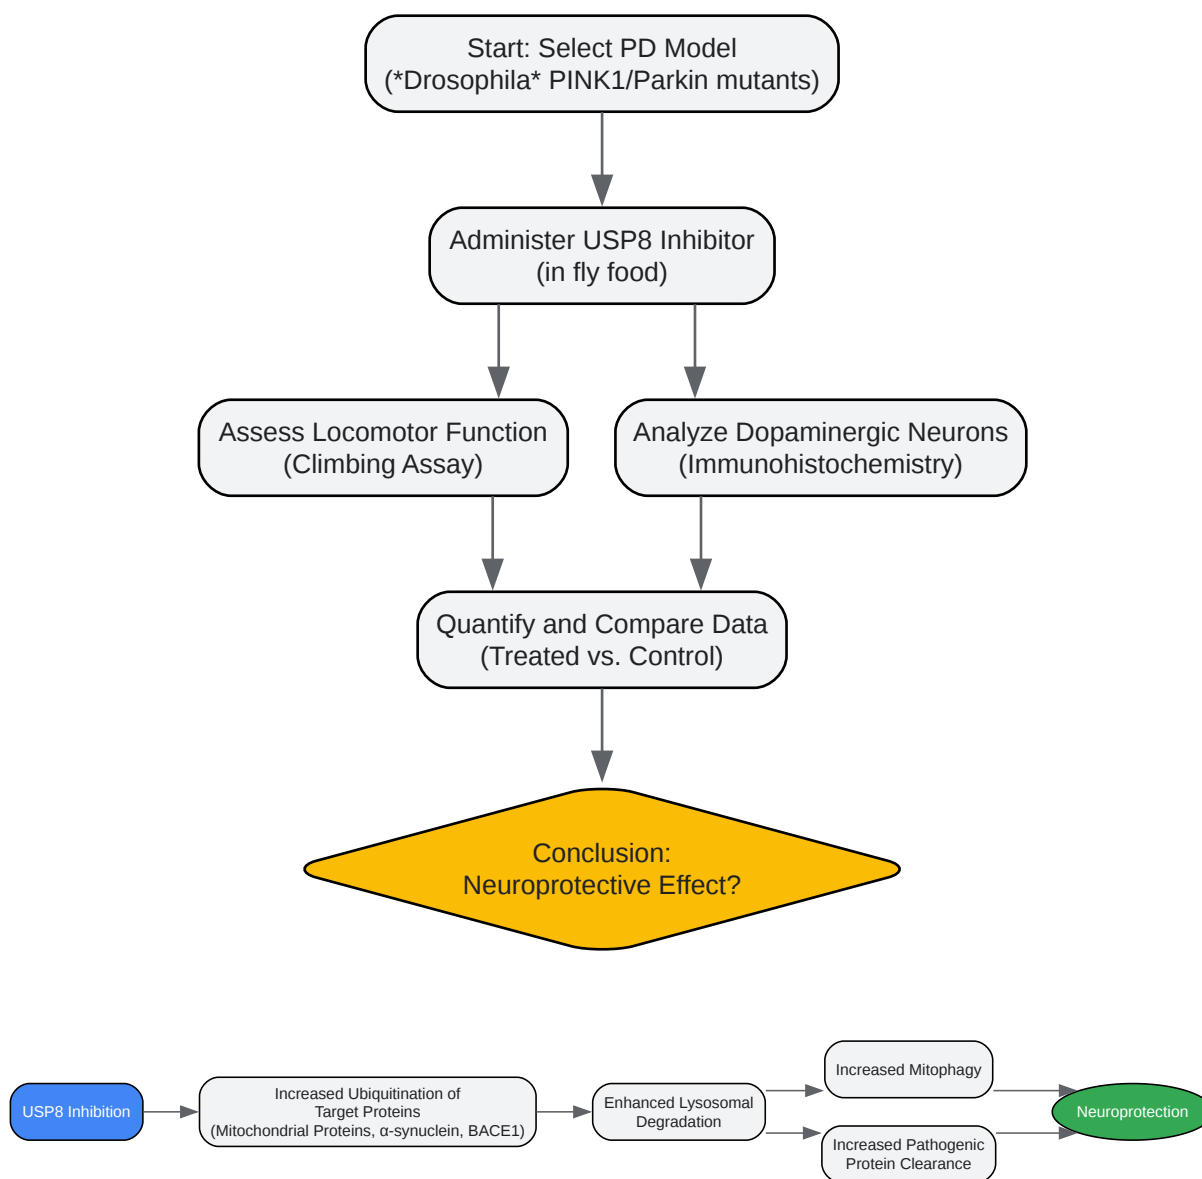 Start: Select PD Model
(*Drosophila* PINK1/Parkin mutants)
Administer USP8 Inhibitor
(in fly food)
Assess Locomotor Function
(Climbing Assay)
Analyze Dopaminergic Neurons
(Immunohistochemistry)
Quantify and Compare Data
(Treated vs. Control)
Conclusion:
Neuroprotective Effect?
USP8 Inhibition
Increased Ubiquitination of
Target Proteins
(Mitochondrial Proteins, α-synuclein, BACE1)
Enhanced Lysosomal
Degradation
Increased Mitophagy
Increased Pathogenic
Protein Clearance
Neuroprotection